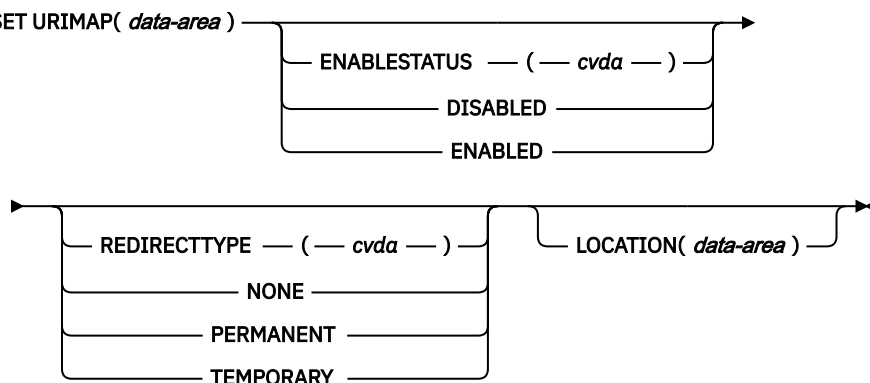 SET URIMAP( data-area )
ENABLESTATUS ( cvda )
DISABLED
ENABLED
REDIRECTTYPE ( cvda ) LOCATION( data-area )
NONE
PERMANENT
TEMPORARY